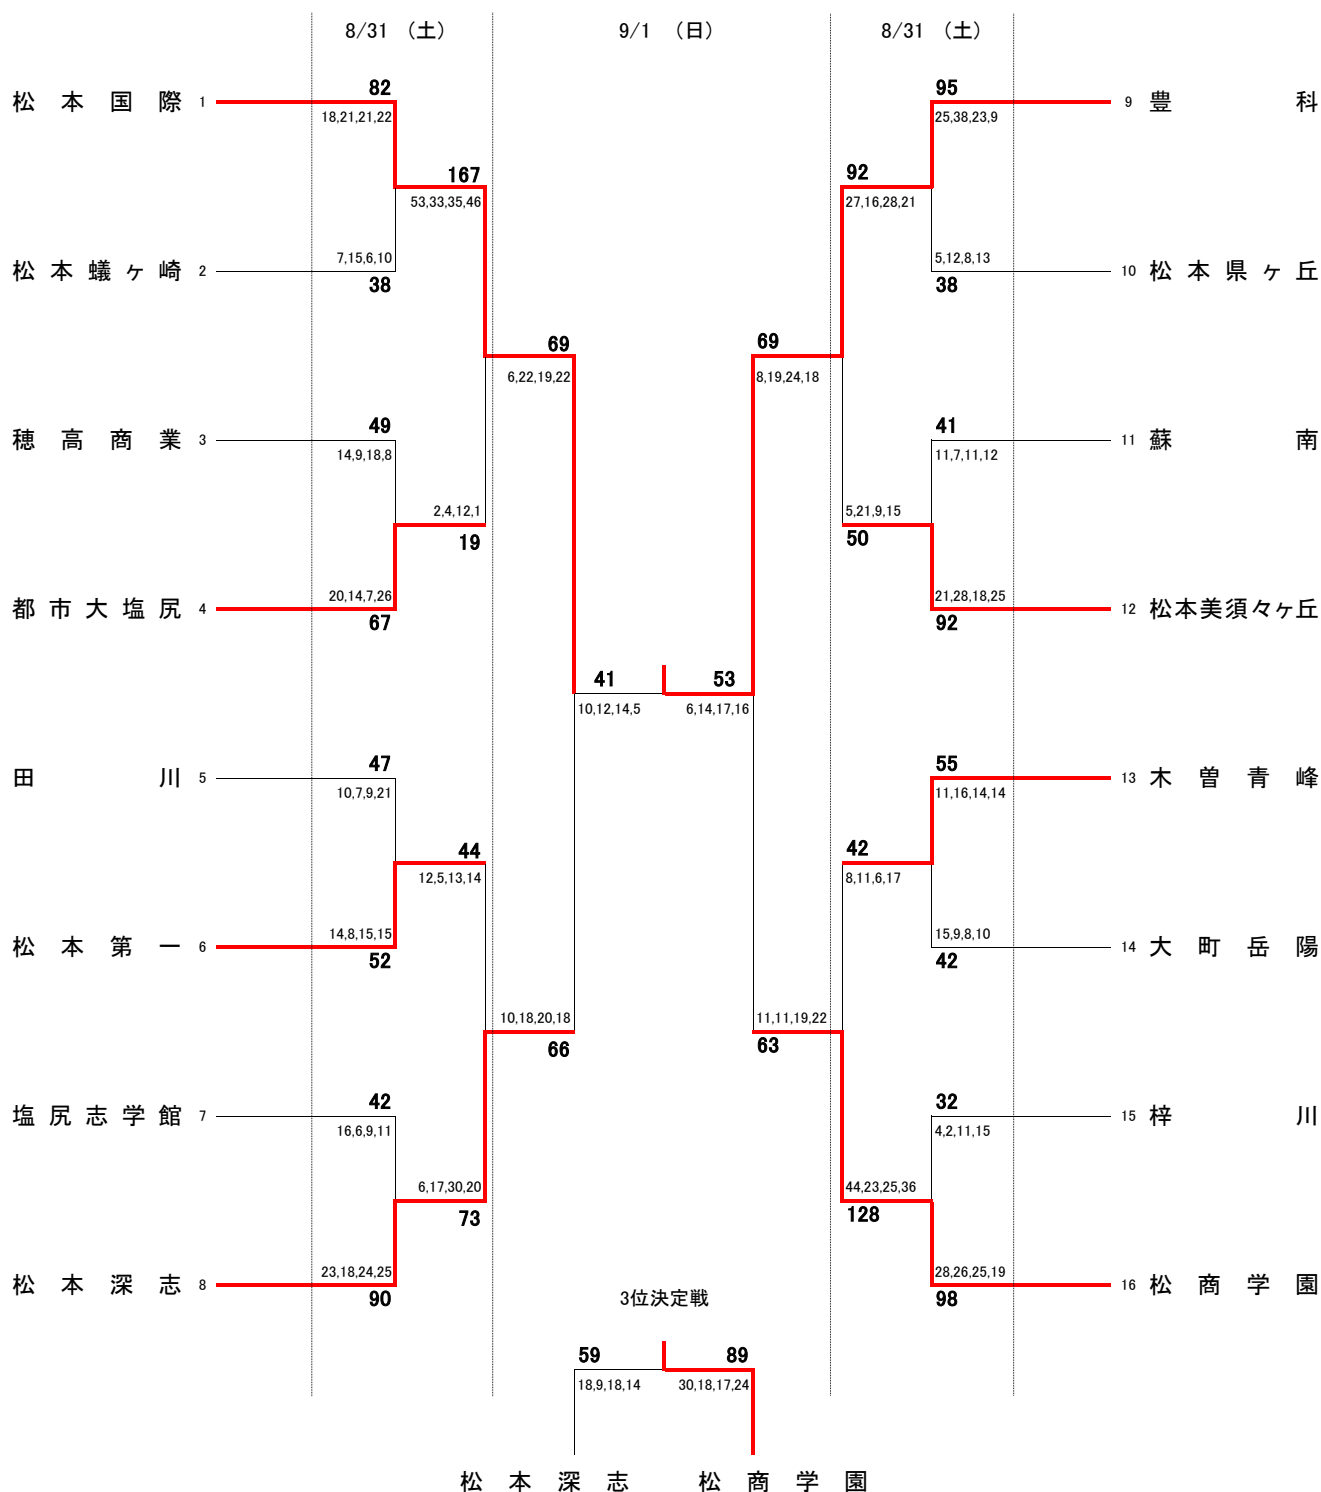 8/31 （土） 9/1 （日） 8/31 （土）
松本国際 1 82 95 9 豊科
18,21,21,22 25,38,23,9
167 92
53,33,35,46 27,16,28,21
7,15,6,10 5,12,8,13
松本蟻ヶ崎 2 38 38 10 松本県ヶ丘
69 69
6,22,19,22 8,19,24,18
穂高商業 3 49 41 11 蘇南
14,9,18,8 11,7,11,12
2,4,12,1 5,21,9,15
19 50
20,14,7,26 21,28,18,25
都市大塩尻 4 67 92 12 松本美須々ヶ丘
41 53
10,12,14,5 6,14,17,16
田川 5 47 55 13 木曽青峰
10,7,9,21 11,16,14,14
44 42
12,5,13,14 8,11,6,17
14,8,15,15 15,9,8,10
松本第一 6 52 42 14 大町岳陽
10,18,20,18 11,11,19,22
66 63
塩尻志学館 7 42 32 15 梓川
16,6,9,11 4,2,11,15
6,17,30,20 44,23,25,36
73 128
23,18,24,25 28,26,25,19
松本深志 8 90 98 16 松商学園
3位決定戦
59 89
18,9,18,14 30,18,17,24
松本深志 松商学園